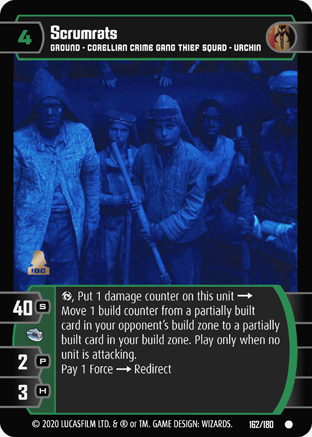 4
Scrumrats
GROUND - CORELLIAN CRIME GANG THIEF SQUAD - URCHIN
IDC
40 S
, Put 1 damage counter on this unit →
Move 1 build counter from a partially built
card in your opponent's build zone to a partially
built card in your build zone. Play only when no
unit is attacking.
Pay 1 Force → Redirect
2 P
3 H
© 2020 LUCASFILM LTD. & ® or TM. GAME DESIGN: WIZARDS. 162/180